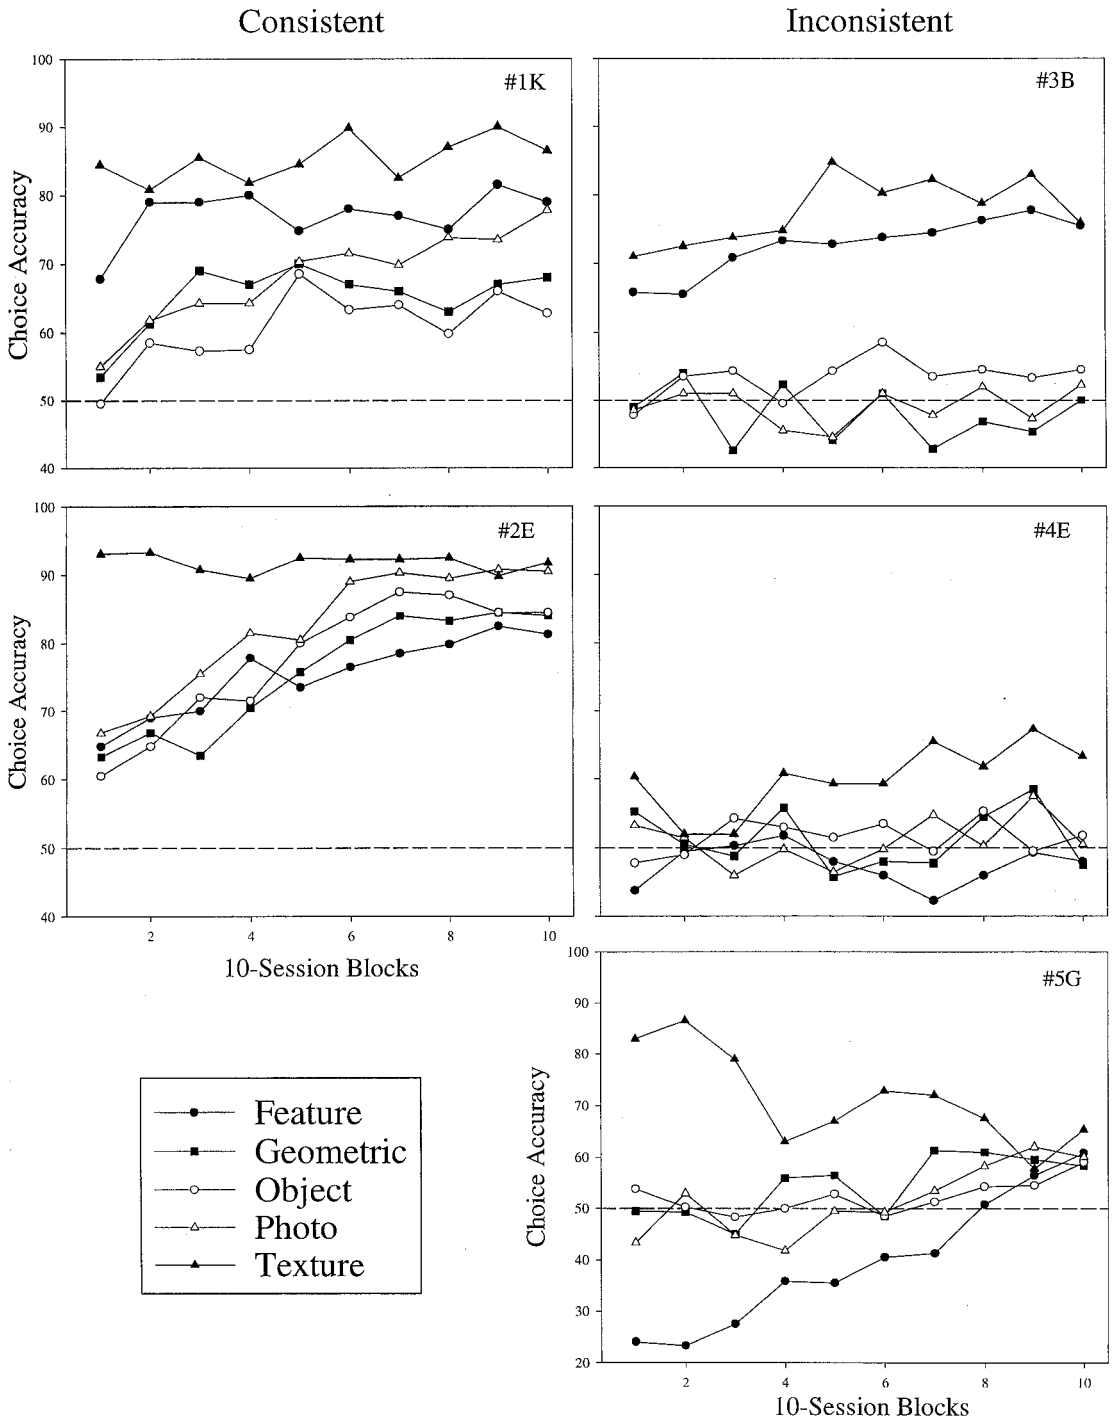 Consistent
Inconsistent
#1K
100
90
80
70
60
50
40
Choice Accuracy
#3B
#2E
100
90
80
70
60
50
40
Choice Accuracy
2
4
6
8
10
10-Session Blocks
#4E
#5G
100
90
80
70
60
50
40
30
20
Choice Accuracy
2
4
6
8
10
10-Session Blocks
Feature
Geometric
Object
Photo
Texture